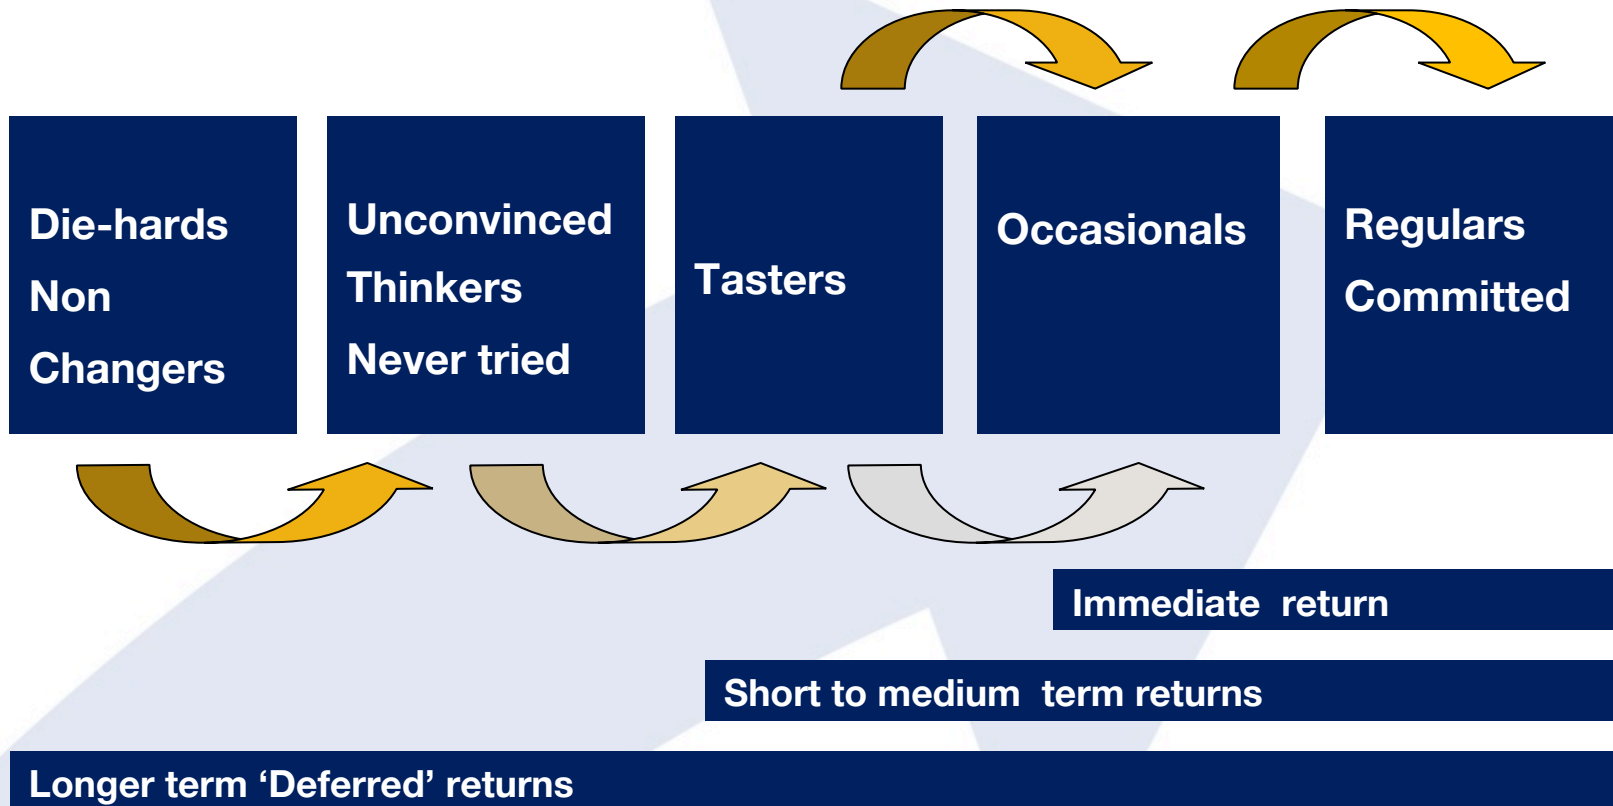 Die-hards
Non
Changers
Unconvinced
Thinkers
Never tried
Tasters
Occasionals
Regulars
Committed
Immediate  return
Short to medium  term returns
Longer term ‘Deferred’ returns